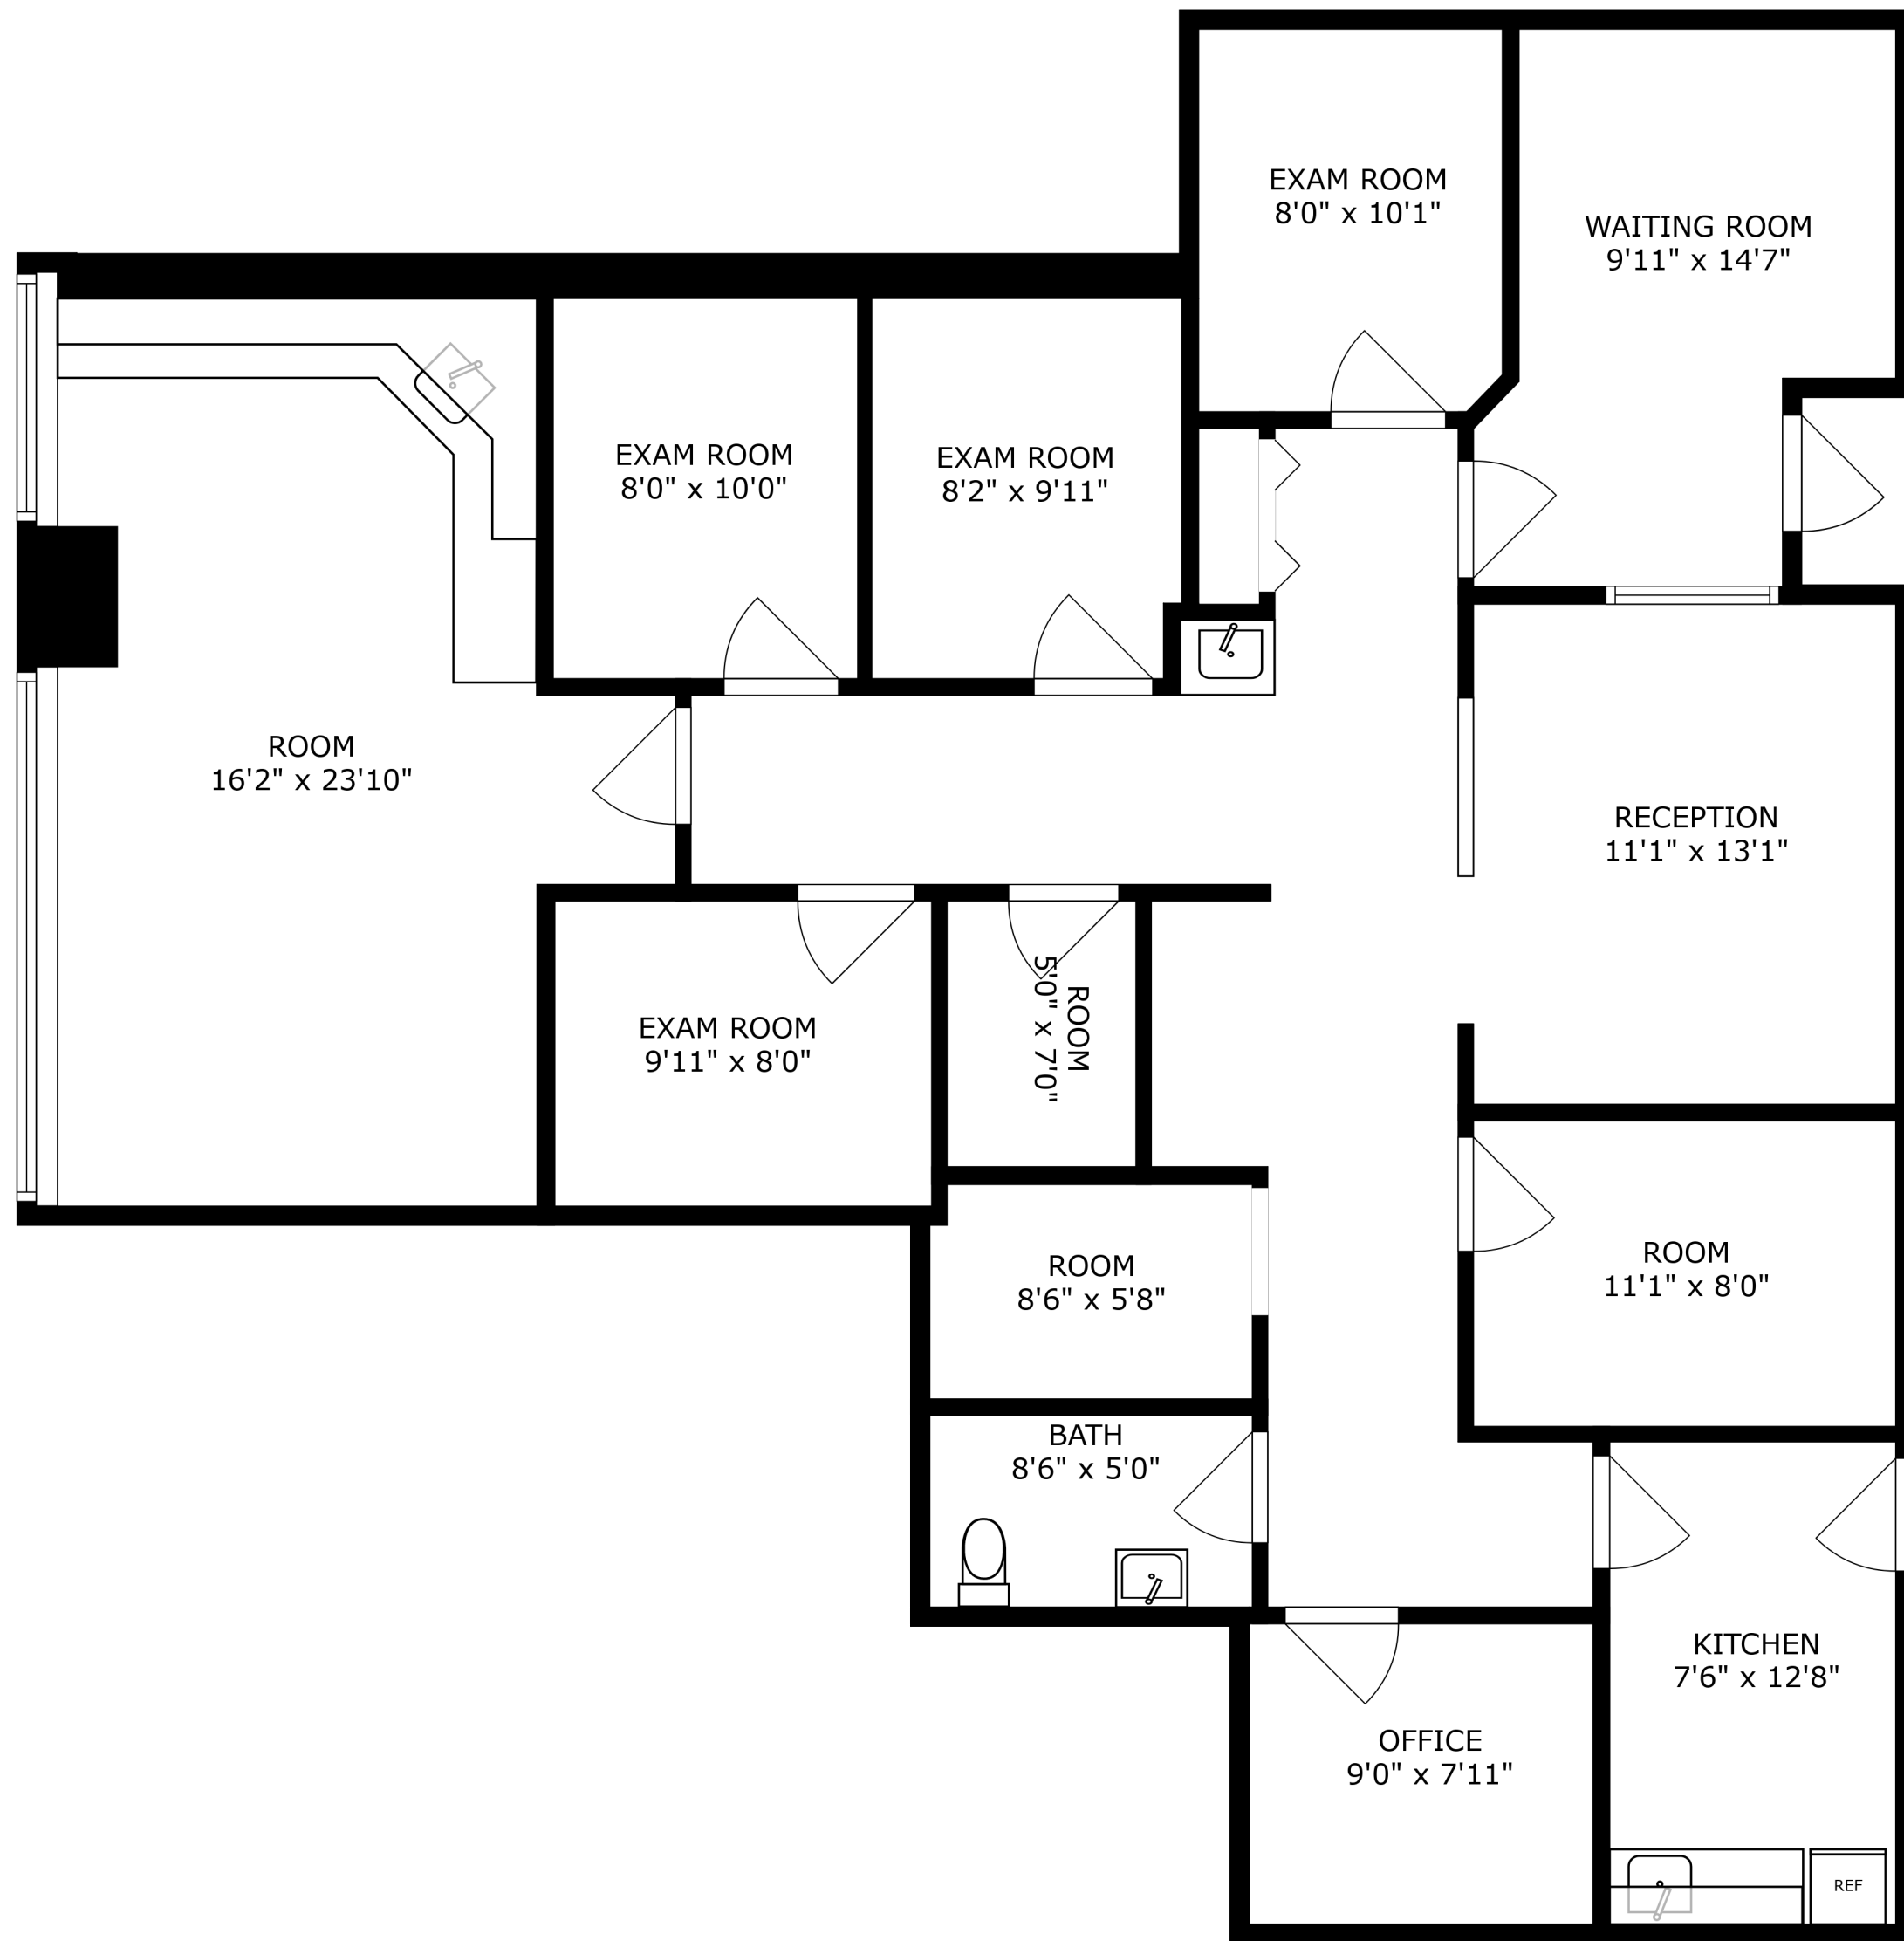 EXAM ROOM
8'0" x 10'1"
WAITING ROOM
9'11" x 14'7"
EXAM ROOM
8'0" x 10'0"
EXAM ROOM
8'2" x 9'11"
ROOM
16'2" x 23'10"
RECEPTION
11'1" x 13'1"
EXAM ROOM
9'11" x 8'0"
ROOM
5'0" x 7'0"
ROOM
8'6" x 5'8"
ROOM
11'1" x 8'0"
BATH
8'6" x 5'0"
KITCHEN
7'6" x 12'8"
OFFICE
9'0" x 7'11"
REF